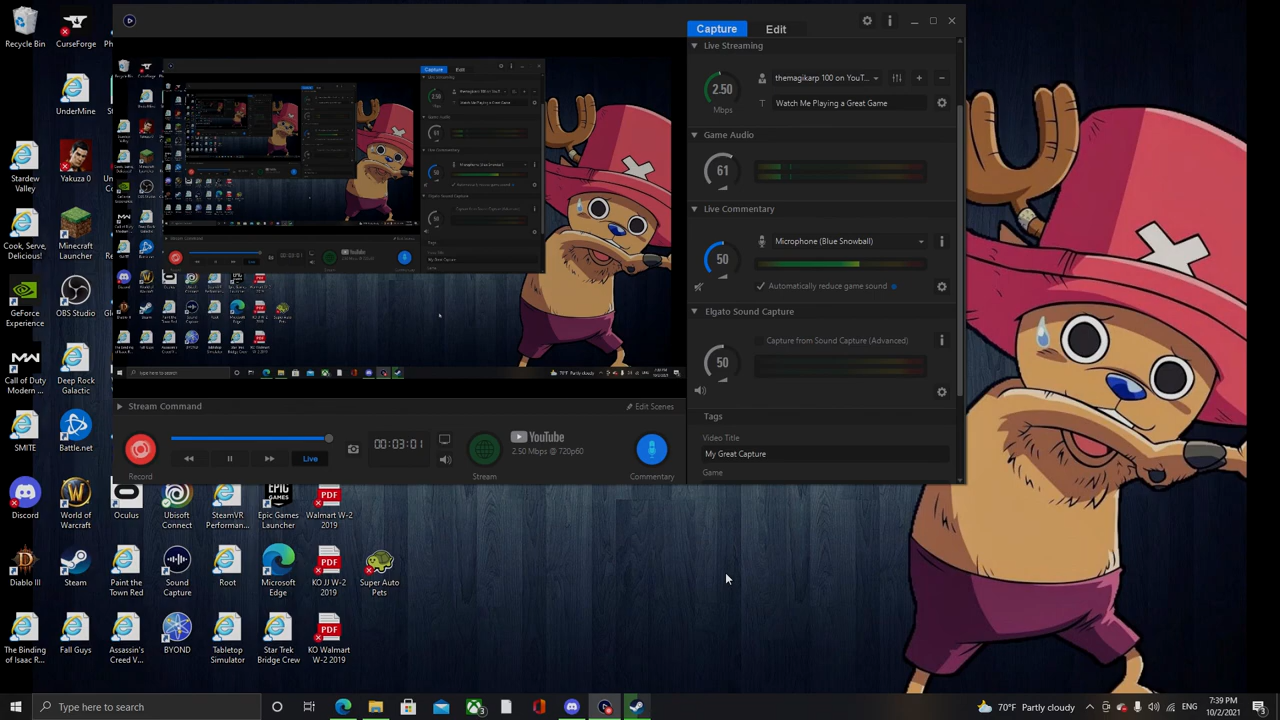 Capture
Edit
Live Streaming
2.50
Mbps
themagikarp 100 on YouT...
T
Watch Me Playing a Great Game
Game Audio
61
Live Commentary
50
Microphone (Blue Snowball)
Automatically reduce game sound
Elgato Sound Capture
50
Capture from Sound Capture (Advanced)
Tags
Video Title
My Great Capture
Game
Stream Command
Edit Scenes
Record
Live
00:03:01
YouTube
2.50 Mbps @ 720p60
Stream
Commentary
Recycle Bin
CurseForge
UnderMine
Stardew
Valley
Yakuza 0
Cook, Serve,
Delicious!
Minecraft
Launcher
GeForce
Experience
OBS Studio
Call of Duty
Modern ...
Deep Rock
Galactic
SMITE
Battle.net
Discord
World of
Warcraft
Oculus
Ubisoft
Connect
SteamVR
Performan...
Epic Games
Launcher
Walmart W-2
2019
Diablo III
Steam
Paint the
Town Red
Sound
Capture
Root
Microsoft
Edge
KO JJ W-2
2019
Super Auto
Pets
The Binding
of Isaac R...
Fall Guys
Assassin's
Creed V...
BYOND
Tabletop
Simulator
Star Trek
Bridge Crew
KO Walmart
W-2 2019
Type here to search
70°F Partly cloudy
7:39 PM
10/2/2021